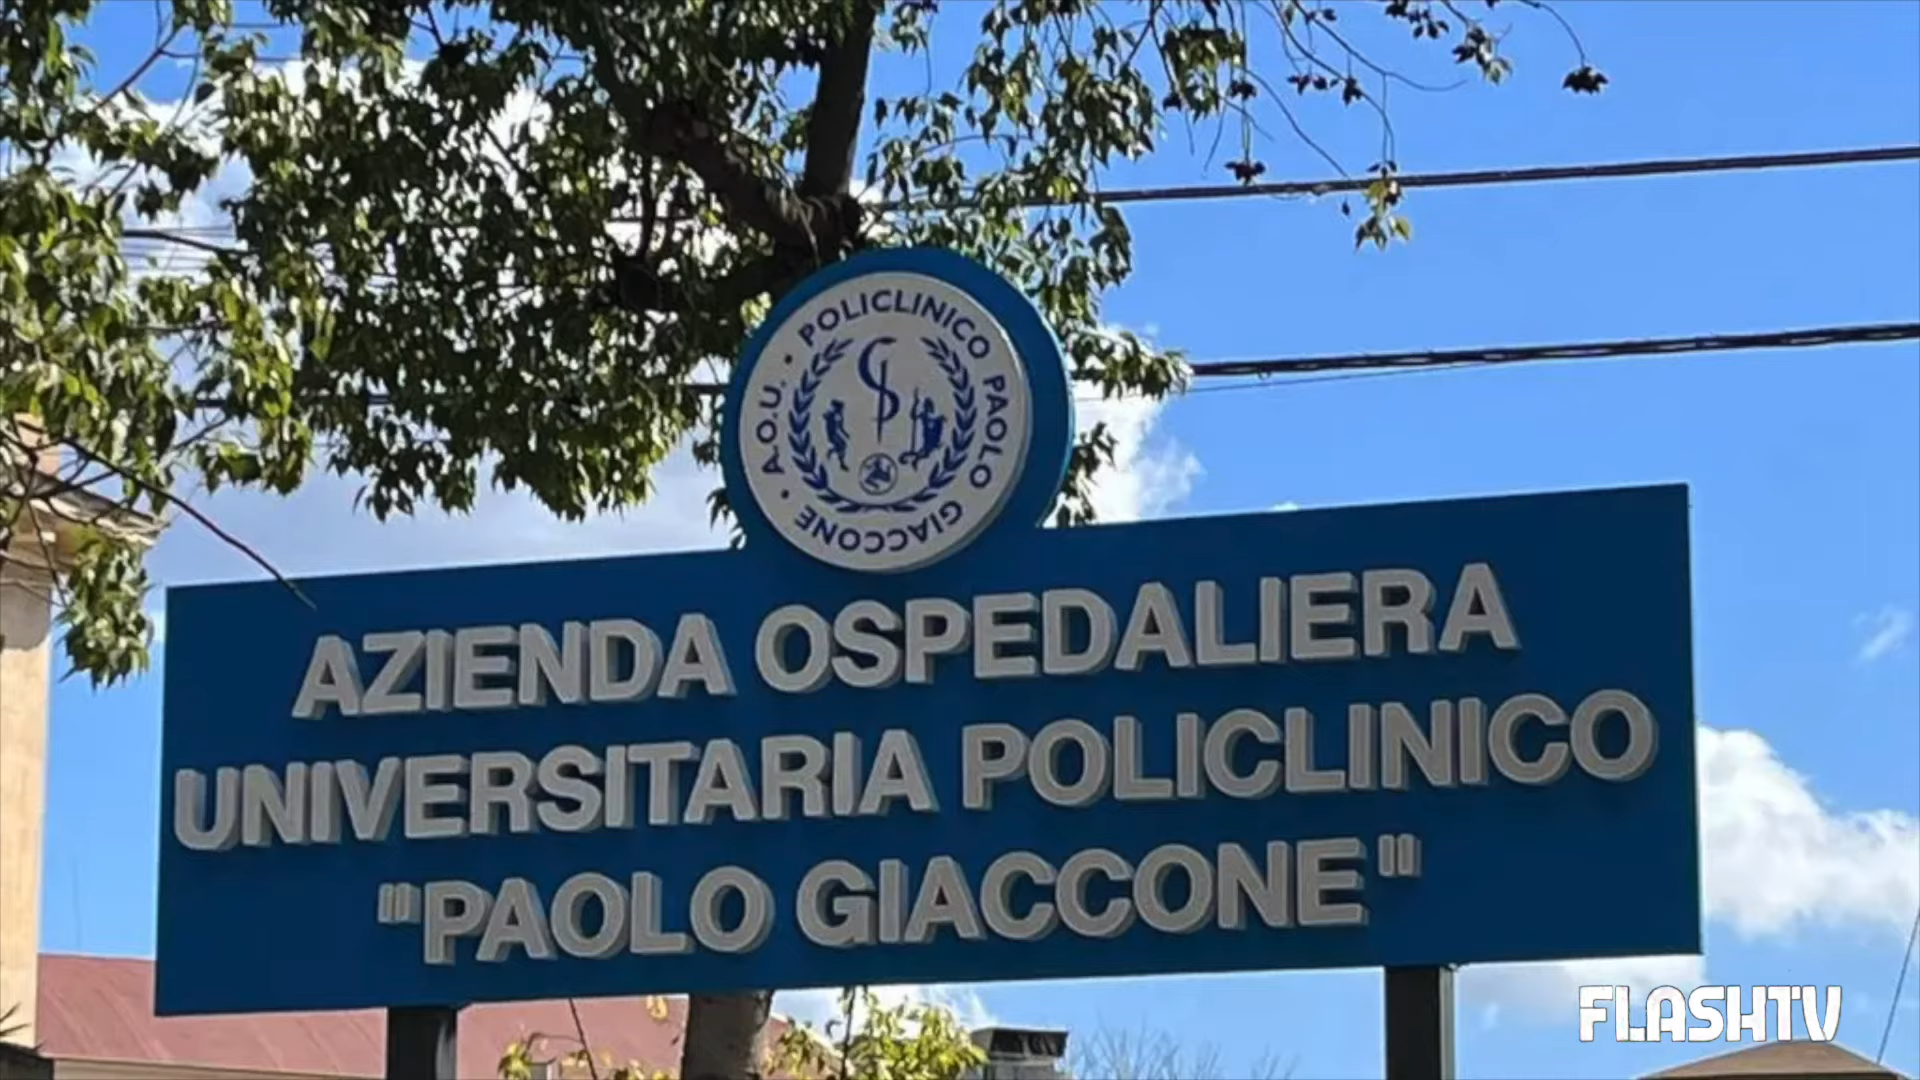 A.O.U. • POLICLINICO PAOLO GIACCONE •
AZIENDA OSPEDALIERA
UNIVERSITARIA POLICLINICO
"PAOLO GIACCONE"
FLASHTV